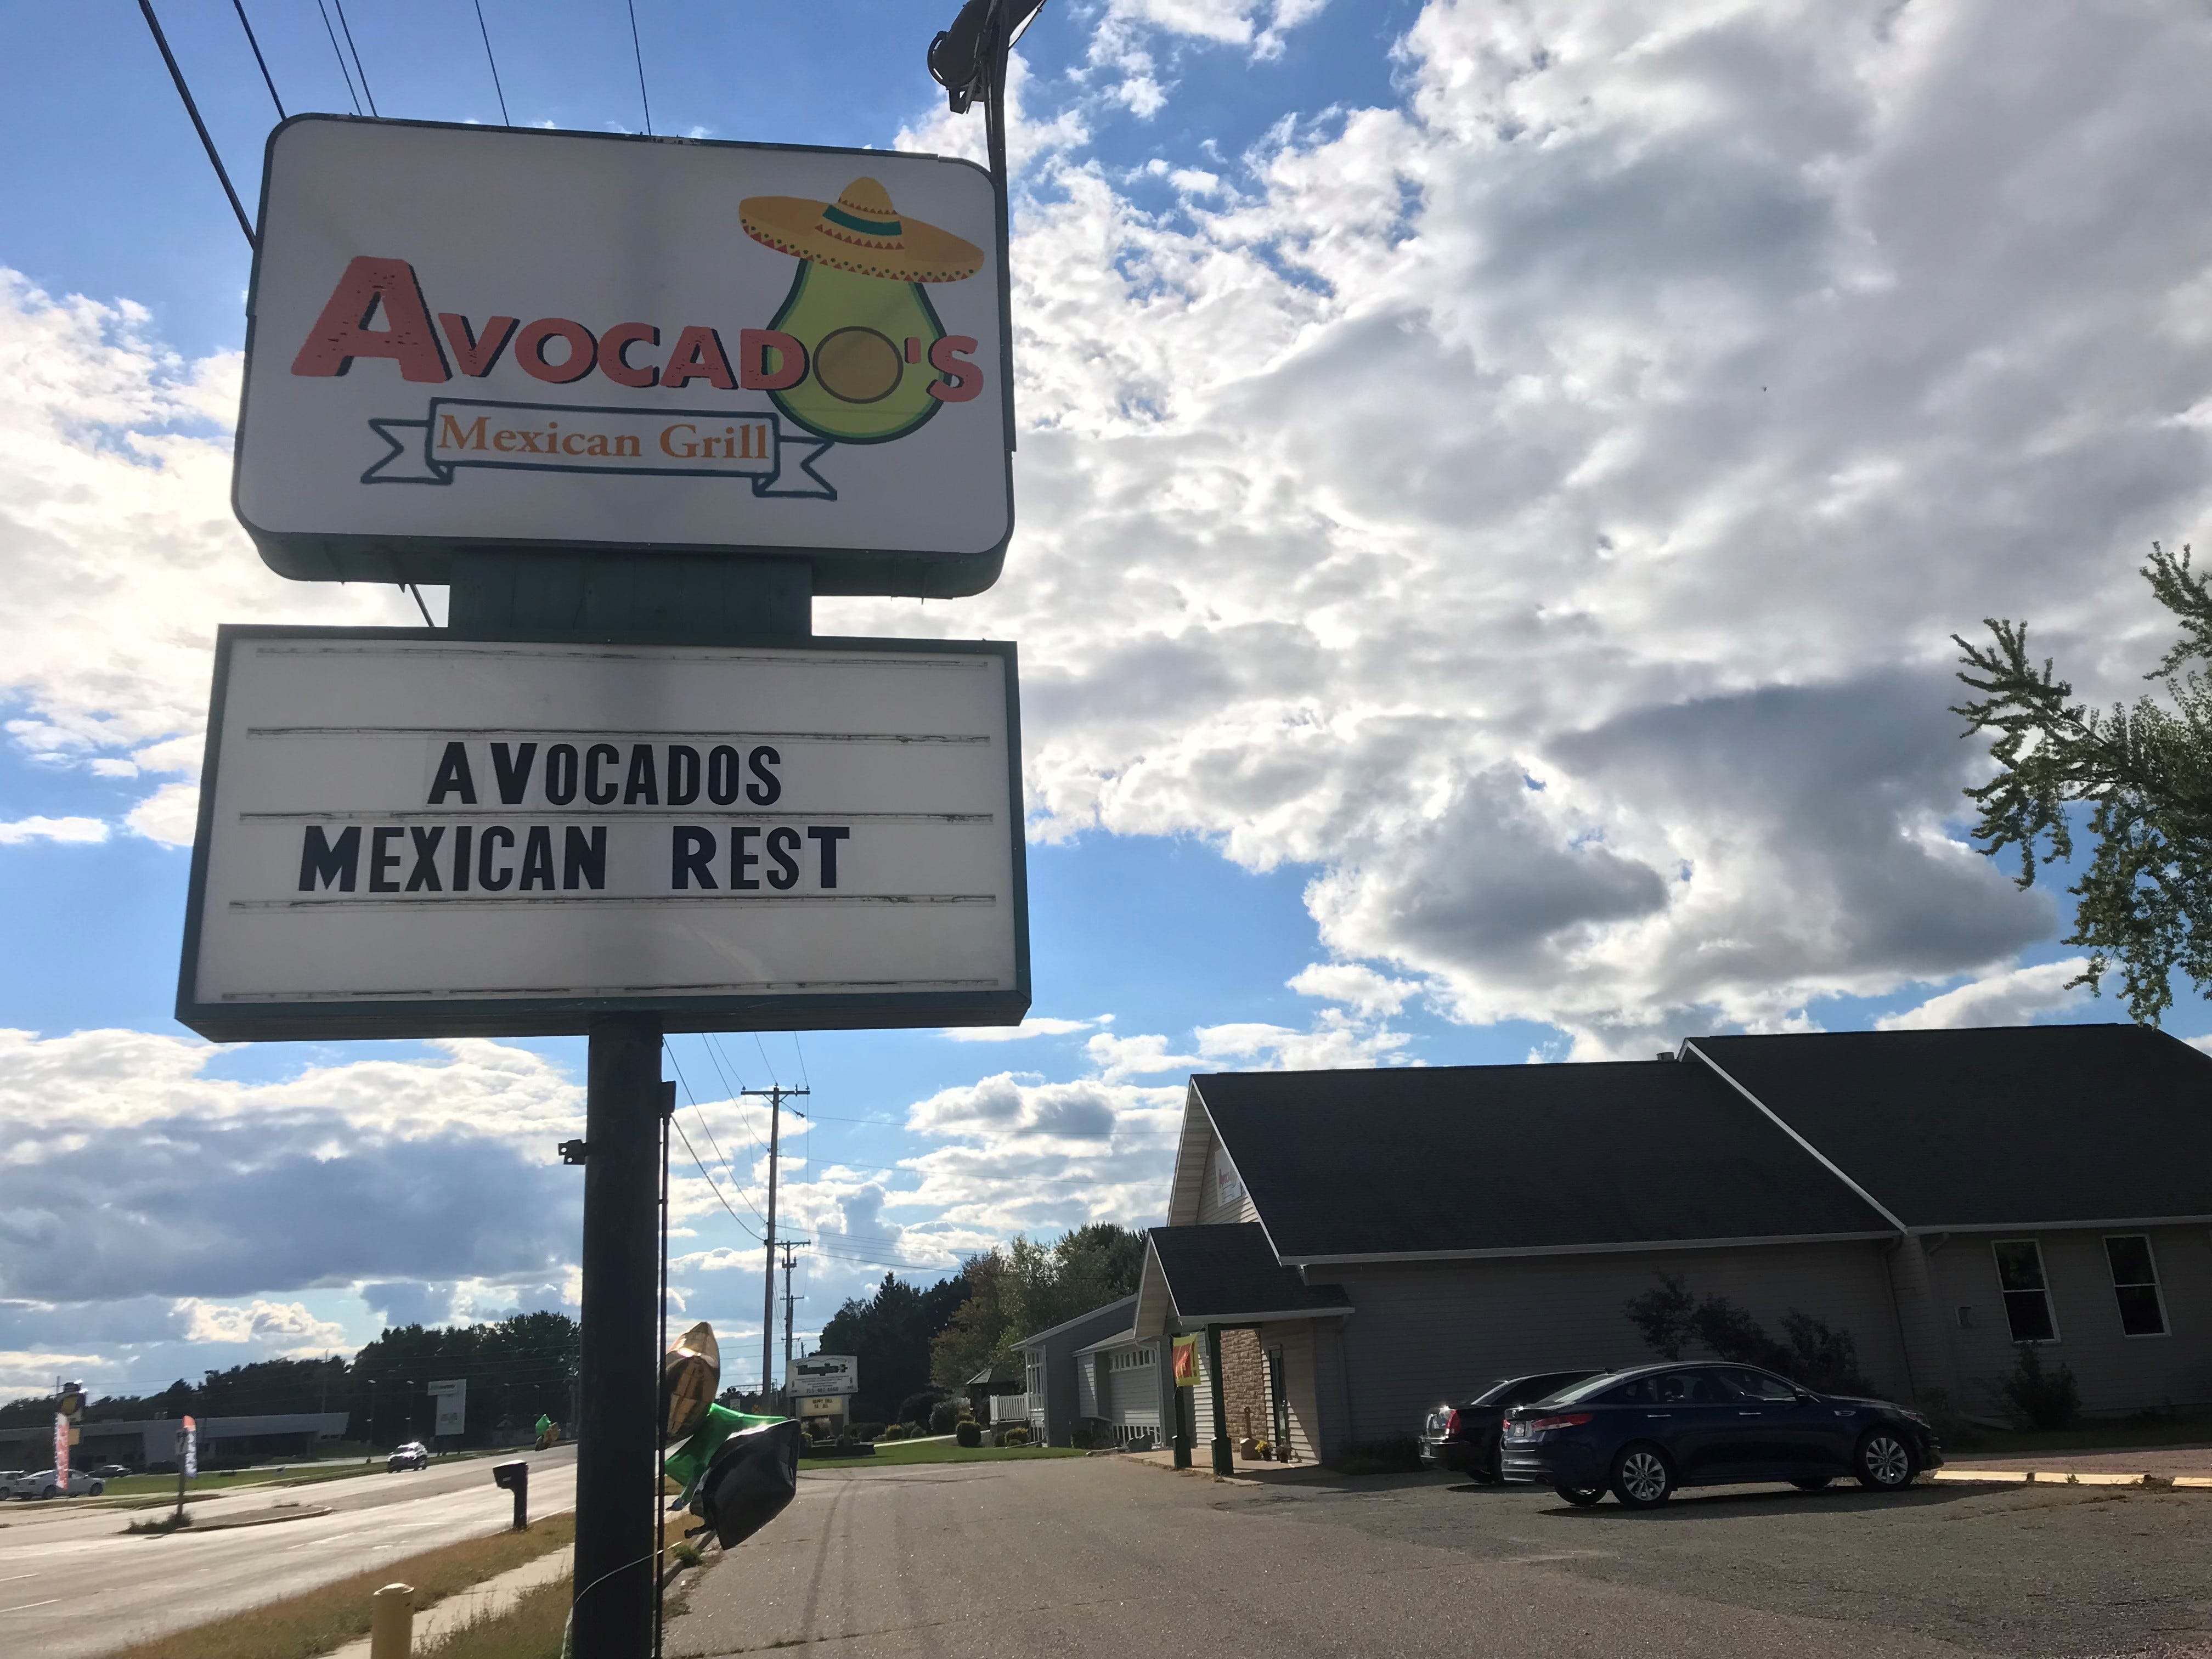 AVOCADO'S
Mexican Grill
AVOCADOS
MEXICAN REST